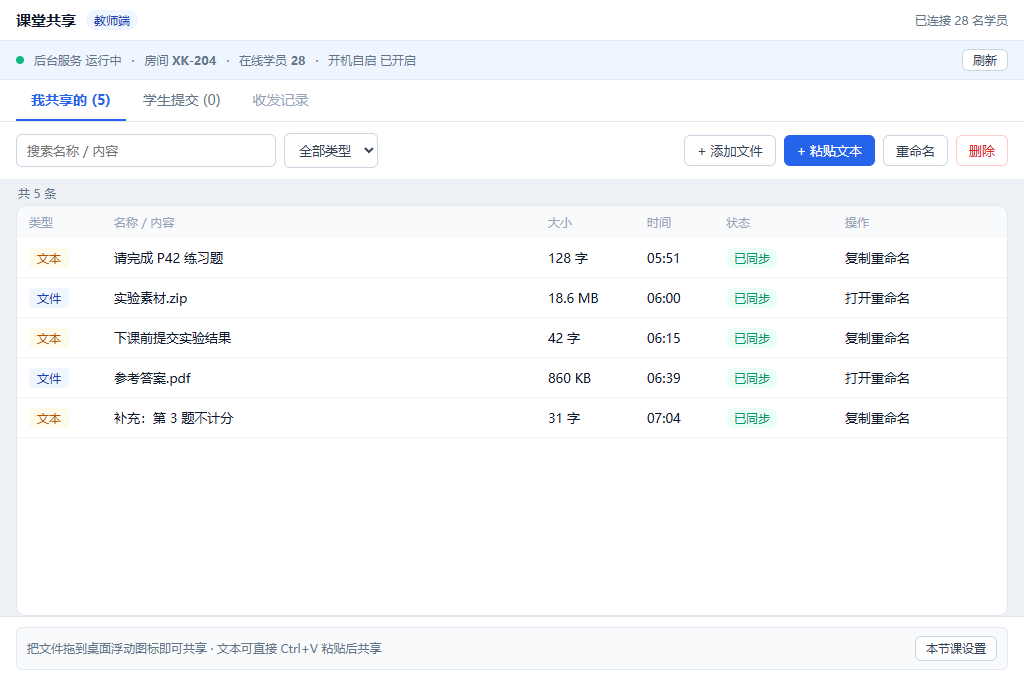 课堂共享 教师端 已连接 28 名学员
后台服务 运行中 · 房间 XK-204 · 在线学员 28 · 开机自启 已开启 刷新
我共享的 (5) 学生提交 (0) 收发记录
搜索名称 / 内容 全部类型 + 添加文件 + 粘贴文本 重命名 删除
共 5 条
类型 名称 / 内容 大小 时间 状态 操作
文本 请完成 P42 练习题 128 字 05:51 已同步 复制重命名
文件 实验素材.zip 18.6 MB 06:00 已同步 打开重命名
文本 下课前提交实验结果 42 字 06:15 已同步 复制重命名
文件 参考答案.pdf 860 KB 06:39 已同步 打开重命名
文本 补充：第 3 题不计分 31 字 07:04 已同步 复制重命名
把文件拖到桌面浮动图标即可共享 · 文本可直接 Ctrl+V 粘贴后共享 本节课设置